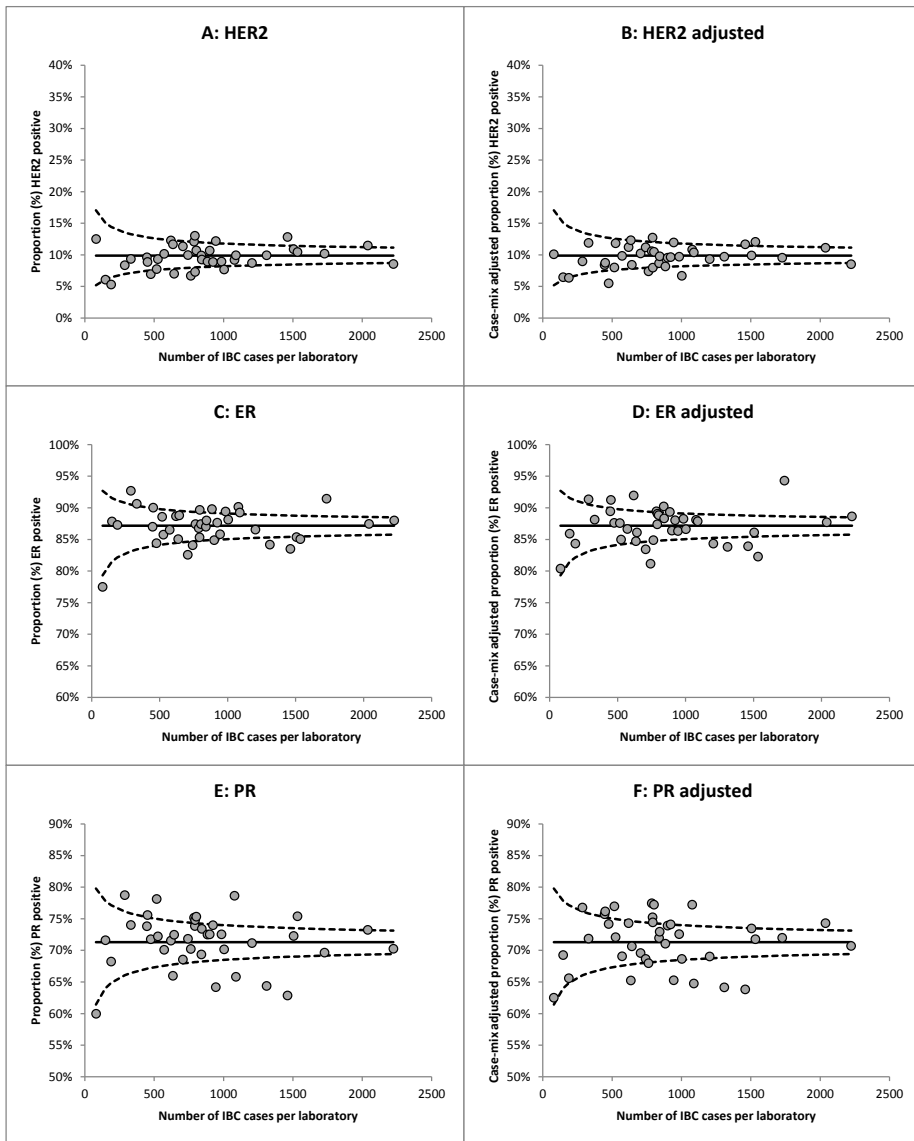 A: HER2
Proportion (%) HER2 positive
40%
35%
30%
25%
20%
15%
10%
5%
0%
0 500 1000 1500 2000 2500
Number of IBC cases per laboratory
B: HER2 adjusted
Case-mix adjusted proportion (%) HER2 positive
40%
35%
30%
25%
20%
15%
10%
5%
0%
0 500 1000 1500 2000 2500
Number of IBC cases per laboratory
C: ER
Proportion (%) ER positive
100%
95%
90%
85%
80%
75%
70%
65%
60%
0 500 1000 1500 2000 2500
Number of IBC cases per laboratory
D: ER adjusted
Case-mix adjusted proportion (%) ER positive
100%
95%
90%
85%
80%
75%
70%
65%
60%
0 500 1000 1500 2000 2500
Number of IBC cases per laboratory
E: PR
Proportion (%) PR positive
90%
85%
80%
75%
70%
65%
60%
55%
50%
0 500 1000 1500 2000 2500
Number of IBC cases per laboratory
F: PR adjusted
Case-mix adjusted proportion (%) PR positive
90%
85%
80%
75%
70%
65%
60%
55%
50%
0 500 1000 1500 2000 2500
Number of IBC cases per laboratory